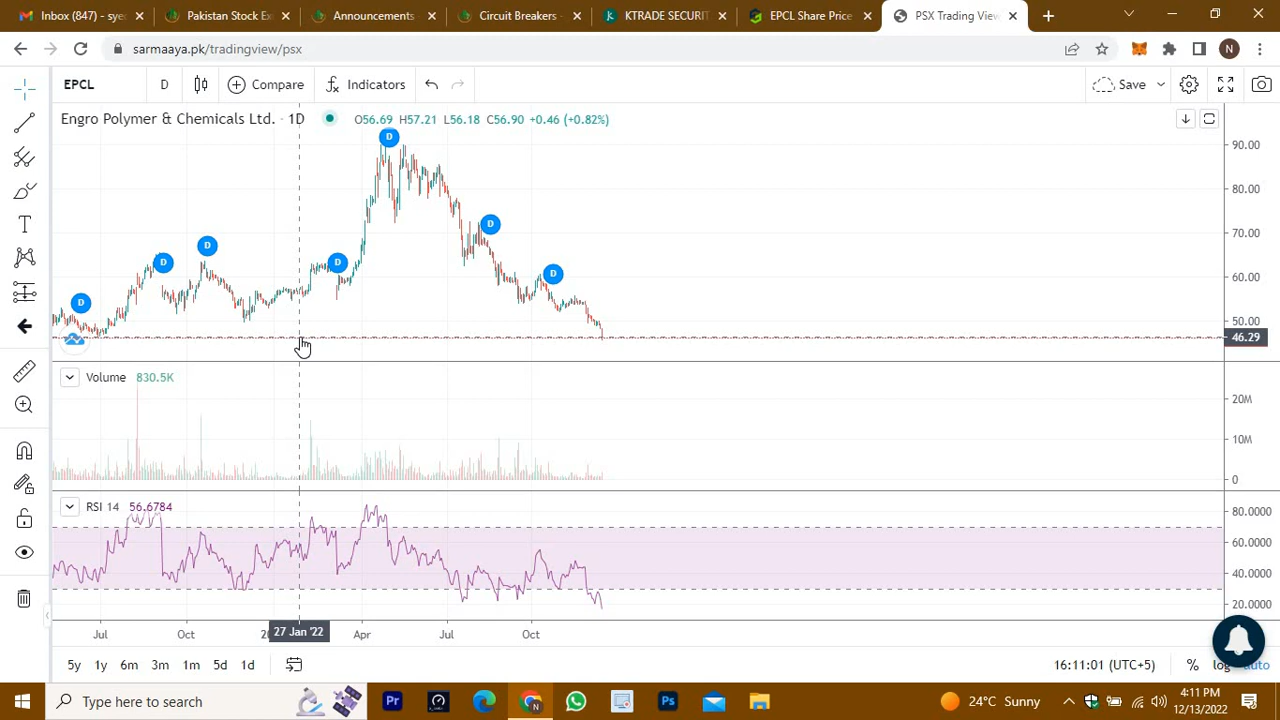 Inbox (847) - sye
Pakistan Stock Ex
Announcements
Circuit Breakers -
KTRADE SECURIT
EPCL Share Price
PSX Trading View
sarmaaya.pk/tradingview/psx
N
EPCL
D
Compare
Indicators
Save
Engro Polymer & Chemicals Ltd. · 1D
O56.69 H57.21 L56.18 C56.90 +0.46 (+0.82%)
D
D
D
D
D
D
D
90.00
80.00
70.00
60.00
50.00
46.29
Volume 830.5K
20M
10M
0
RSI 14 56.6784
80.0000
60.0000
40.0000
20.0000
Jul
Oct
27 Jan '22
Apr
Jul
Oct
5y
1y
6m
3m
1m
5d
1d
16:11:01 (UTC+5)
%
log
auto
Type here to search
Pr
N
Ps
24°C Sunny
4:11 PM
12/13/2022